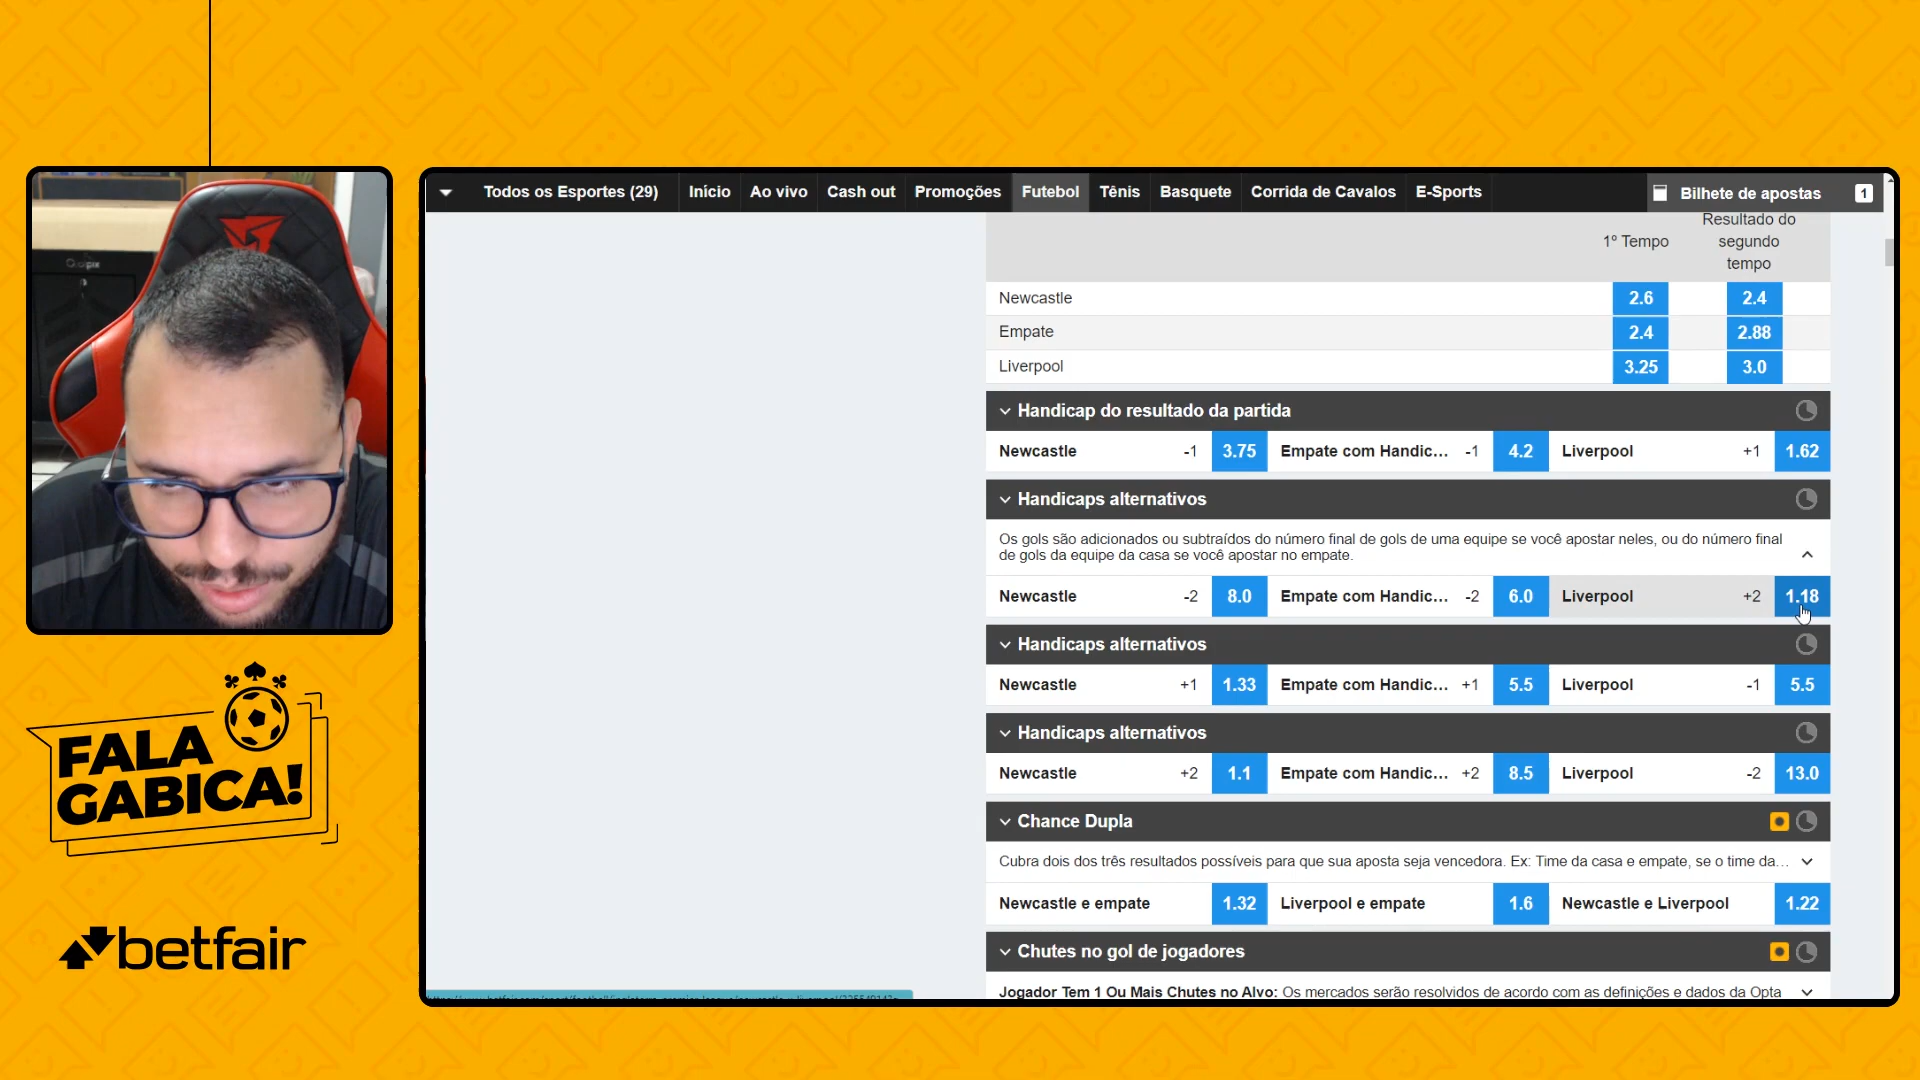 Todos os Esportes (29) Início Ao vivo Cash out Promoções Futebol Tênis Basquete Corrida de Cavalos E-Sports Bilhete de apostas 1
1º Tempo
Resultado do
segundo
tempo
Newcastle 2.6 2.4
Empate 2.4 2.88
Liverpool 3.25 3.0
Handicap do resultado da partida
Newcastle -1 3.75 Empate com Handic... -1 4.2 Liverpool +1 1.62
Handicaps alternativos
Os gols são adicionados ou subtraídos do número final de gols de uma equipe se você apostar neles, ou do número final
de gols da equipe da casa se você apostar no empate.
Newcastle -2 8.0 Empate com Handic... -2 6.0 Liverpool +2 1.18
Handicaps alternativos
Newcastle +1 1.33 Empate com Handic... +1 5.5 Liverpool -1 5.5
Handicaps alternativos
Newcastle +2 1.1 Empate com Handic... +2 8.5 Liverpool -2 13.0
Chance Dupla
Cubra dois dos três resultados possíveis para que sua aposta seja vencedora. Ex: Time da casa e empate, se o time da...
Newcastle e empate 1.32 Liverpool e empate 1.6 Newcastle e Liverpool 1.22
Chutes no gol de jogadores
Jogador Tem 1 Ou Mais Chutes no Alvo: Os mercados serão resolvidos de acordo com as definições e dados da Opta
FALA
GABICA!
betfair